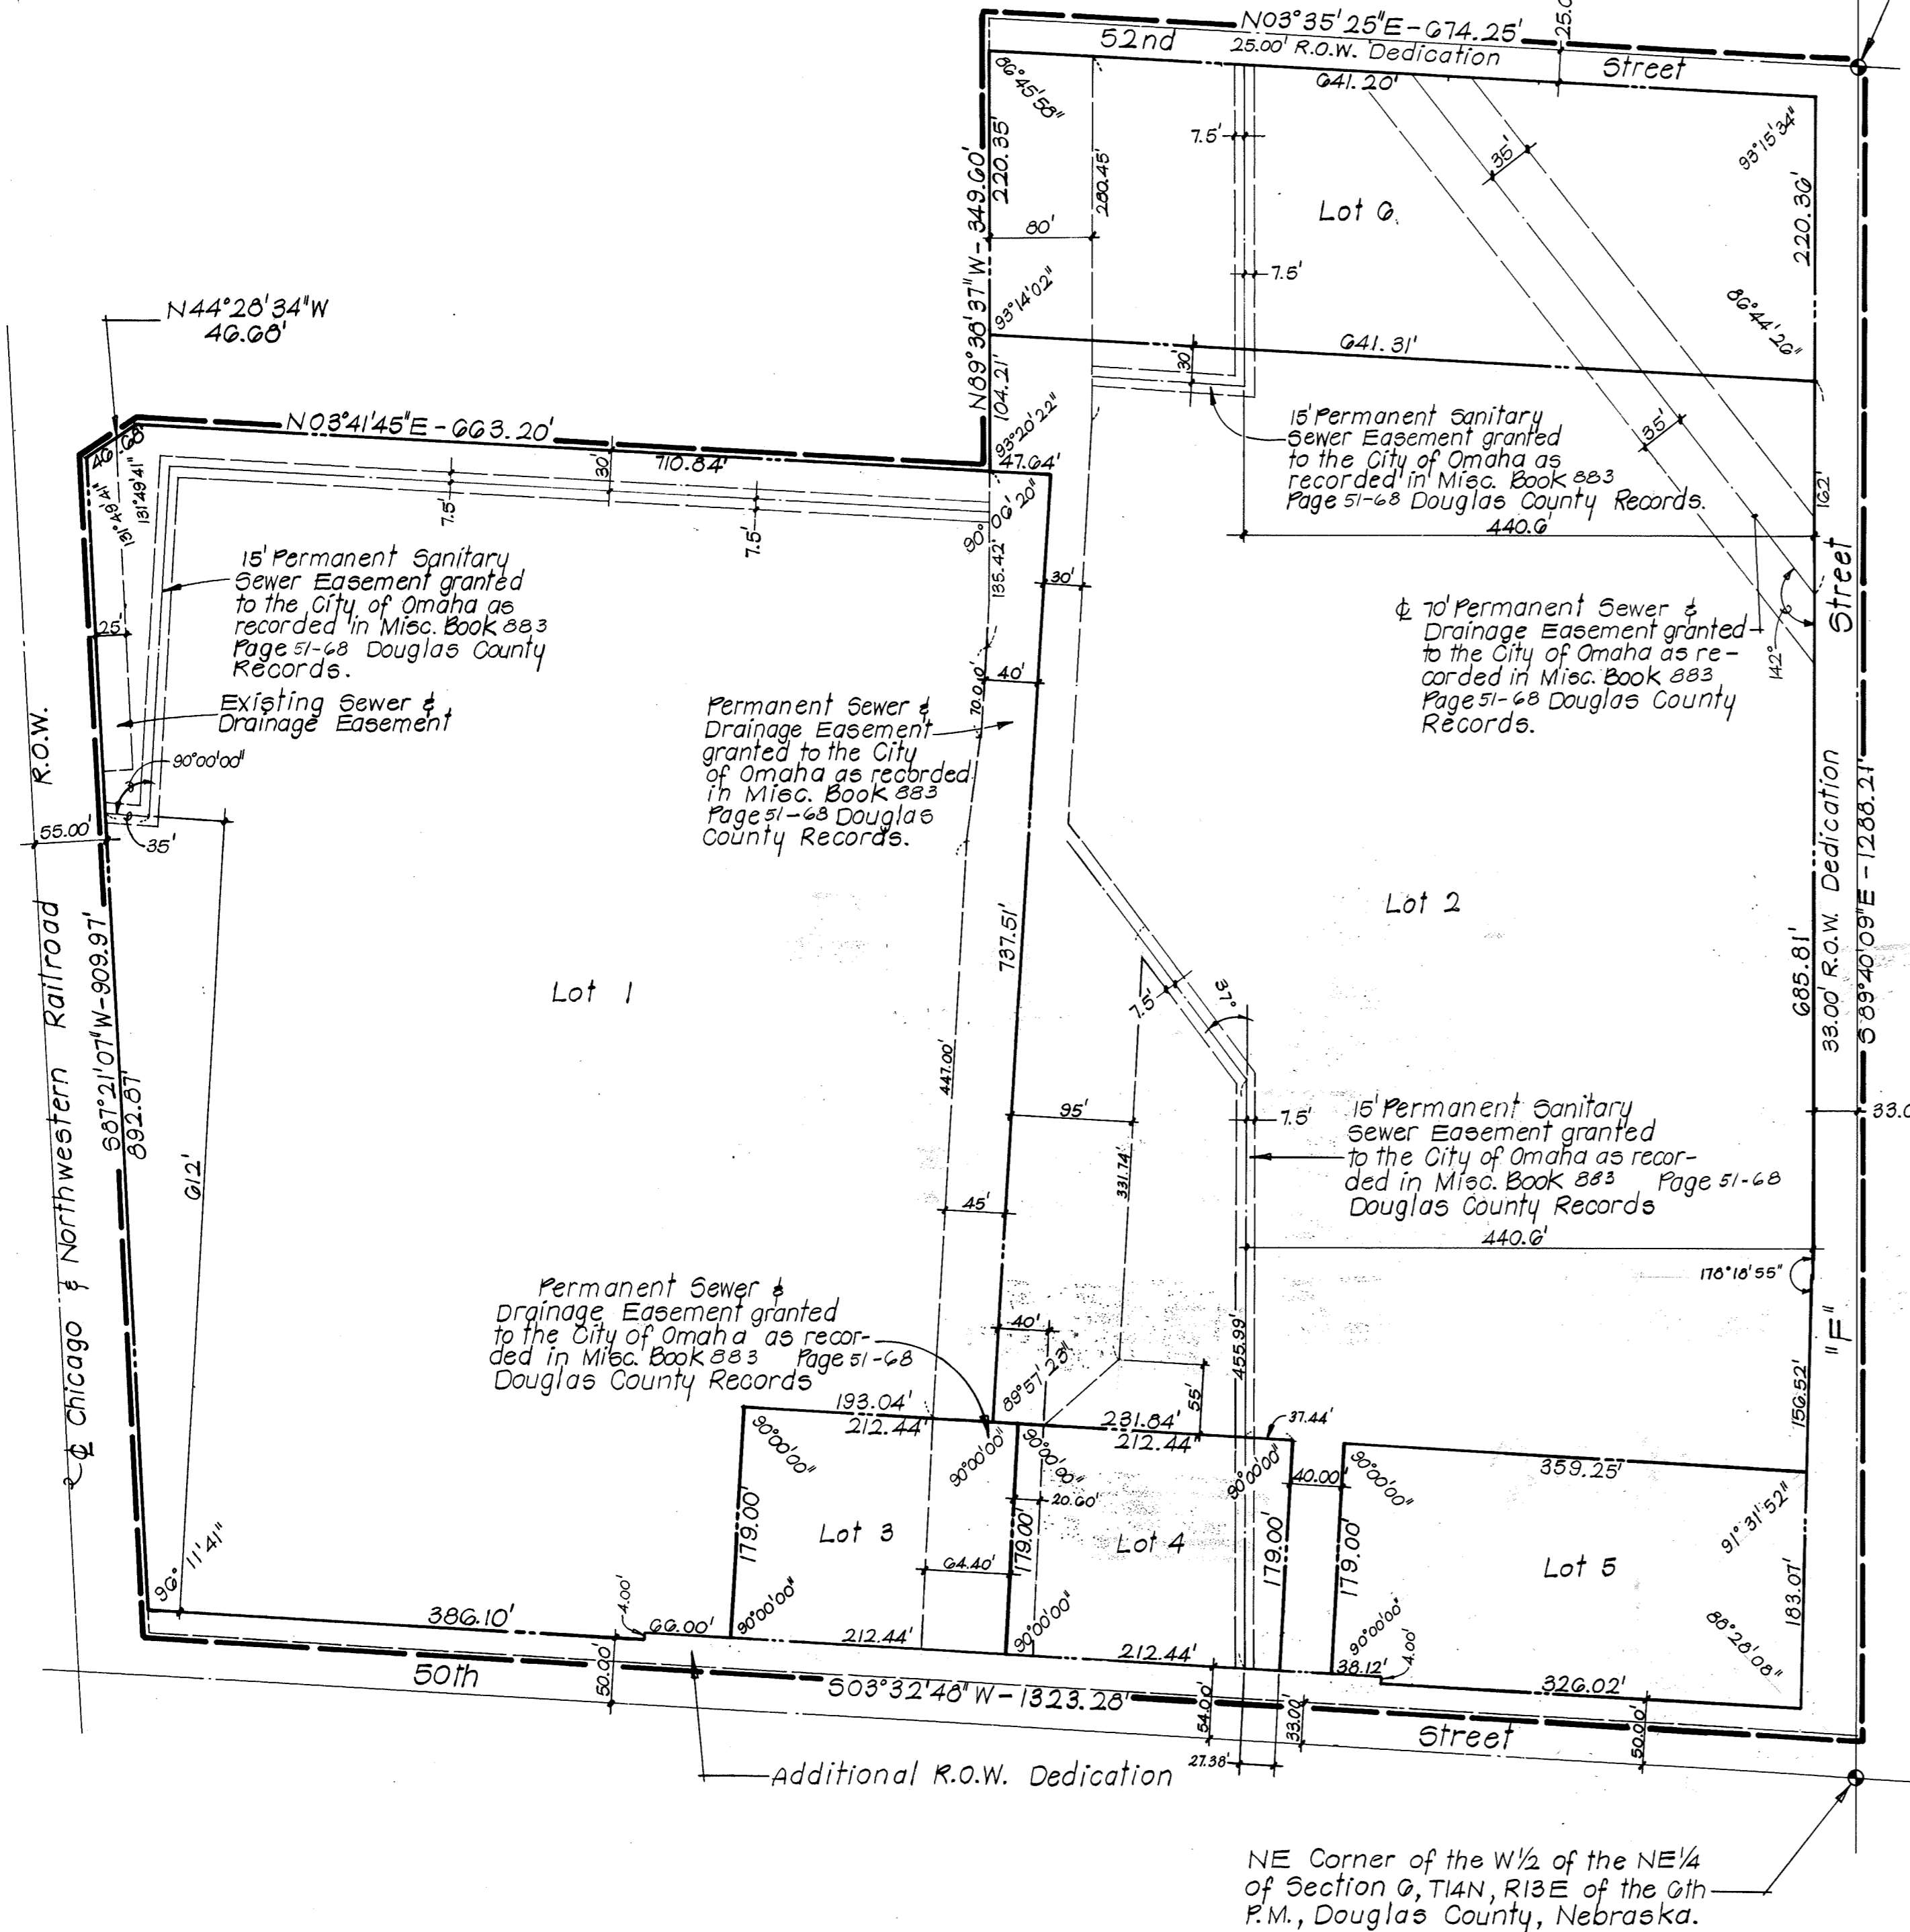 N03°35'25"E-674.25'
52nd
25.00' R.O.W. Dedication
Street
25.0
641.20'
86°45'58"
93°15'34"
220.35'
N89°38'37"W-349.60'
280.45'
80'
7.5'
7.5'
35'
Lot 6
220.36'
93°14'02"
86°44'26"
641.31'
30'
104.21'
93°20'22"
47.64'
N44°28'34"W
46.68'
N03°41'45"E-663.20'
46.68'
710.84'
30'
7.5'
7.5'
131°49'41"
131°49'41"
90°06'20"
135.42'
30'
15' Permanent Sanitary
Sewer Easement granted
to the City of Omaha as
recorded in Misc. Book 883
Page 51-68 Douglas County Records.
440.6'
35'
162'
Street
15' Permanent Sanitary
Sewer Easement granted
to the City of Omaha as
recorded in Misc. Book 883
Page 51-68 Douglas County
Records.
25'
Existing Sewer &
Drainage Easement
90°00'00"
35'
55.00'
R.O.W.
℄ 70' Permanent Sewer &
Drainage Easement granted
to the City of Omaha as re-
corded in Misc. Book 883
Page 51-68 Douglas County
Records.
142°
40'
70.00'
Permanent Sewer &
Drainage Easement
granted to the City
of Omaha as recorded
in Misc. Book 883
Page 51-68 Douglas
County Records.
737.51'
Lot 1
Lot 2
447.00'
7.5'
37°
33.00' R.O.W. Dedication
S89°40'09"E-1288.21'
685.81'
33.0
℄ Chicago & Northwestern Railroad
S87°21'07"W-909.97'
892.87'
612'
95'
331.74'
45'
7.5'
15' Permanent Sanitary
Sewer Easement granted
to the City of Omaha as recor-
ded in Misc. Book 883 Page 51-68
Douglas County Records
440.6'
178°18'55"
"F"
Permanent Sewer &
Drainage Easement granted
to the City of Omaha as recor-
ded in Misc. Book 883 Page 51-68
Douglas County Records
40'
89°57'23"
455.99'
55'
156.52'
193.04'
212.44'
231.84'
212.44'
37.44'
90°00'00"
90°00'00"
90°00'00"
90°00'00"
40.00'
90°00'00"
359.25'
91°31'52"
179.00'
Lot 3
64.40'
179.00'
20.60'
Lot 4
179.00'
179.00'
Lot 5
183.07'
96°11'41"
90°00'00"
90°00'00"
90°00'00"
88°28'08"
386.10'
4.00'
66.00'
212.44'
212.44'
38.12'
4.00'
326.02'
50th
50.00'
S03°32'48"W-1323.28'
54.00'
33.00'
Street
50.00'
27.38'
Additional R.O.W. Dedication
NE Corner of the W½ of the NE¼
of Section 6, T14N, R13E of the 6th
P.M., Douglas County, Nebraska.